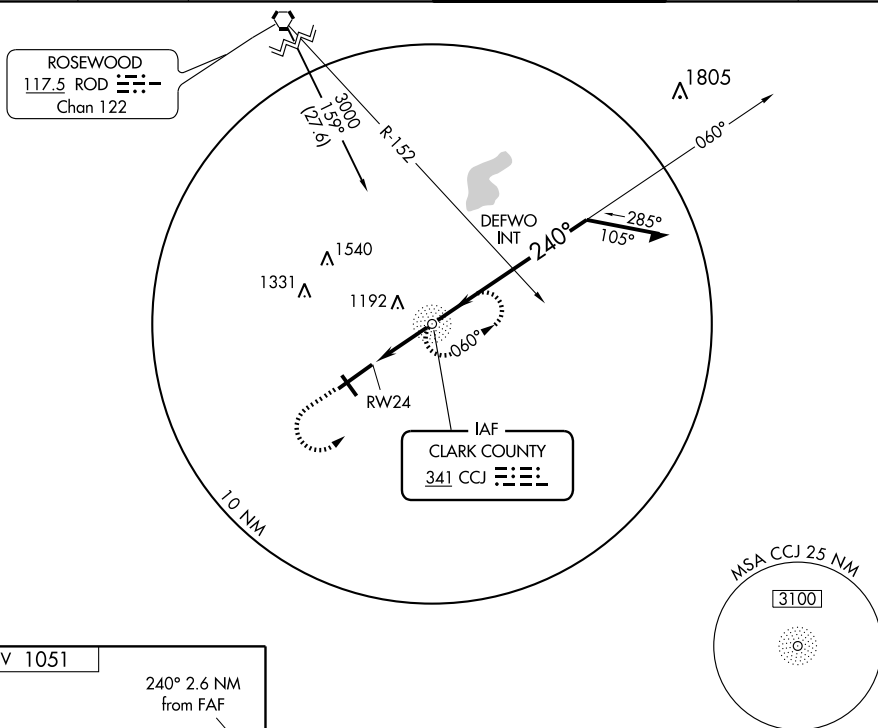 ROSEWOOD
117.5 ROD
Chan 122
3000
159°
(27.6)
R-152
1805
060°
DEFWO
INT
240°
285°
105°
1540
1331
1192
060°
RW24
IAF
CLARK COUNTY
341 CCJ
10 NM
MSA CCJ 25 NM
3100
V 1051
240° 2.6 NM
from FAF